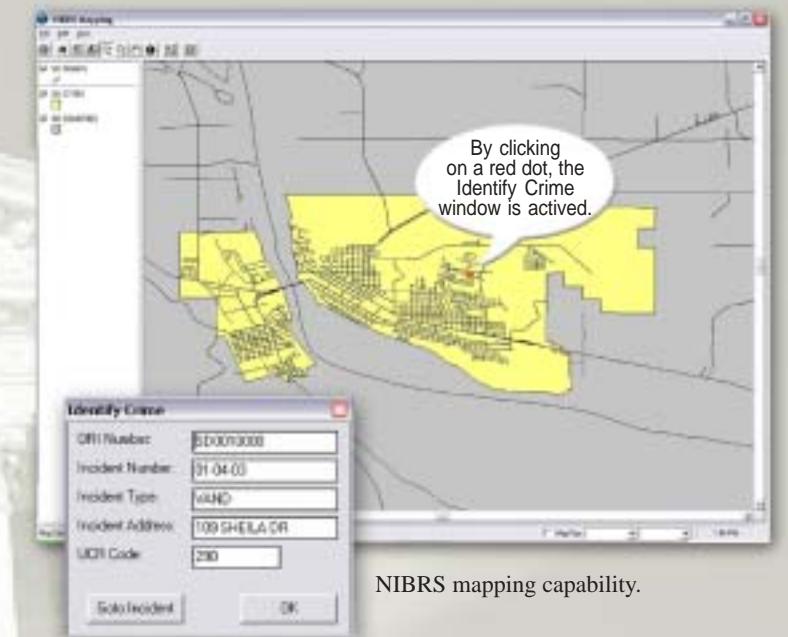 NIBRS Mapping
By clicking
on a red dot, the
Identify Crime
window is actived.
Identify Crime
ORI Number:
Incident Number: 01-04-03
Incident Type: VAND
Incident Address: 109 SHEILA DR
UCR Code: 290
Goto Incident OK
NIBRS mapping capability.